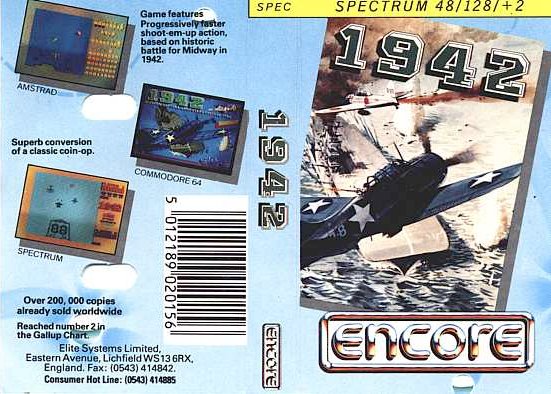 Game features
Progressively faster
shoot-em-up action,
based on historic
battle for Midway in
1942.
AMSTRAD
1942
COMMODORE 64
Superb conversion
of a classic coin-op.
SPECTRUM
Over 200, 000 copies
already sold worldwide
Reached number 2 in
the Gallup Chart.
Elite Systems Limited,
Eastern Avenue, Lichfield WS13 6RX,
England. Fax: (0543) 414842.
Consumer Hot Line: (0543) 414885
5 012189 020156
SPEC
1942
encore
SPECTRUM 48/128/+2
1942
encore